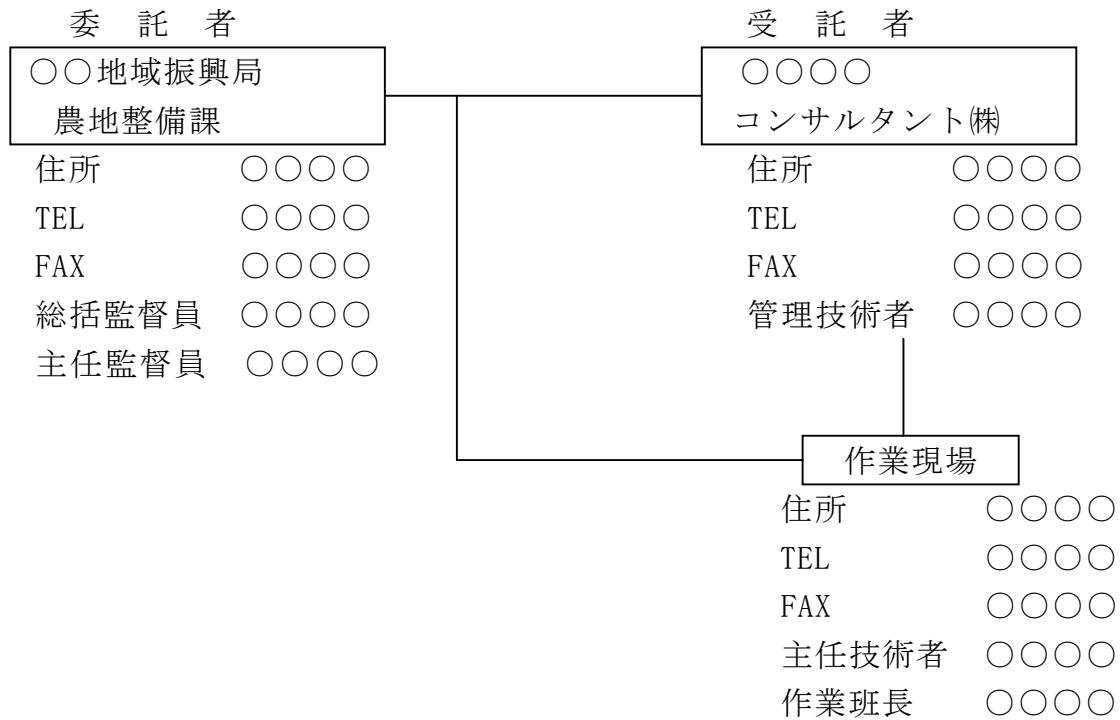 委 託 者
○○地域振興局
農地整備課
住所 ○○○○
TEL ○○○○
FAX ○○○○
総括監督員 ○○○○
主任監督員 ○○○○
受 託 者
○○○○
コンサルタント㈱
住所 ○○○○
TEL ○○○○
FAX ○○○○
管理技術者 ○○○○
作業現場
住所 ○○○○
TEL ○○○○
FAX ○○○○
主任技術者 ○○○○
作業班長 ○○○○